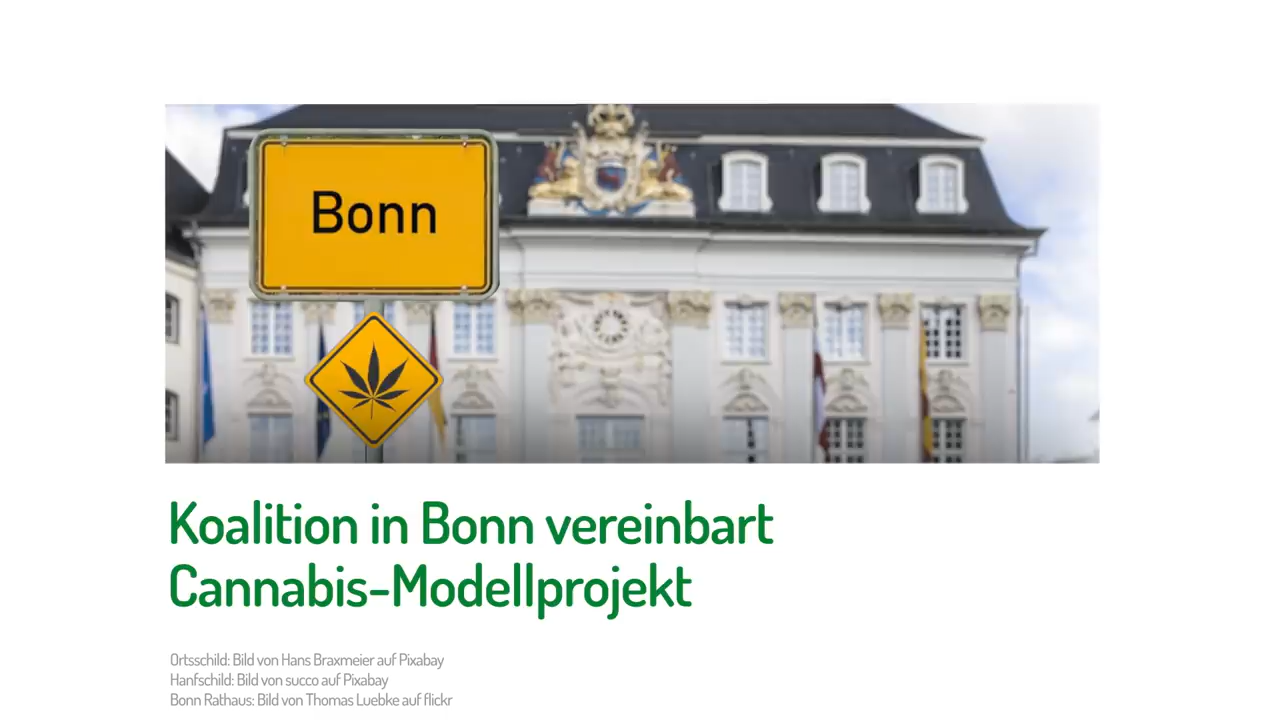 Bonn
Koalition in Bonn vereinbart
Cannabis-Modellprojekt
Ortsschild: Bild von Hans Braxmeier auf Pixabay
Hanfschild: Bild von succo auf Pixabay
Bonn Rathaus: Bild von Thomas Luebke auf flickr